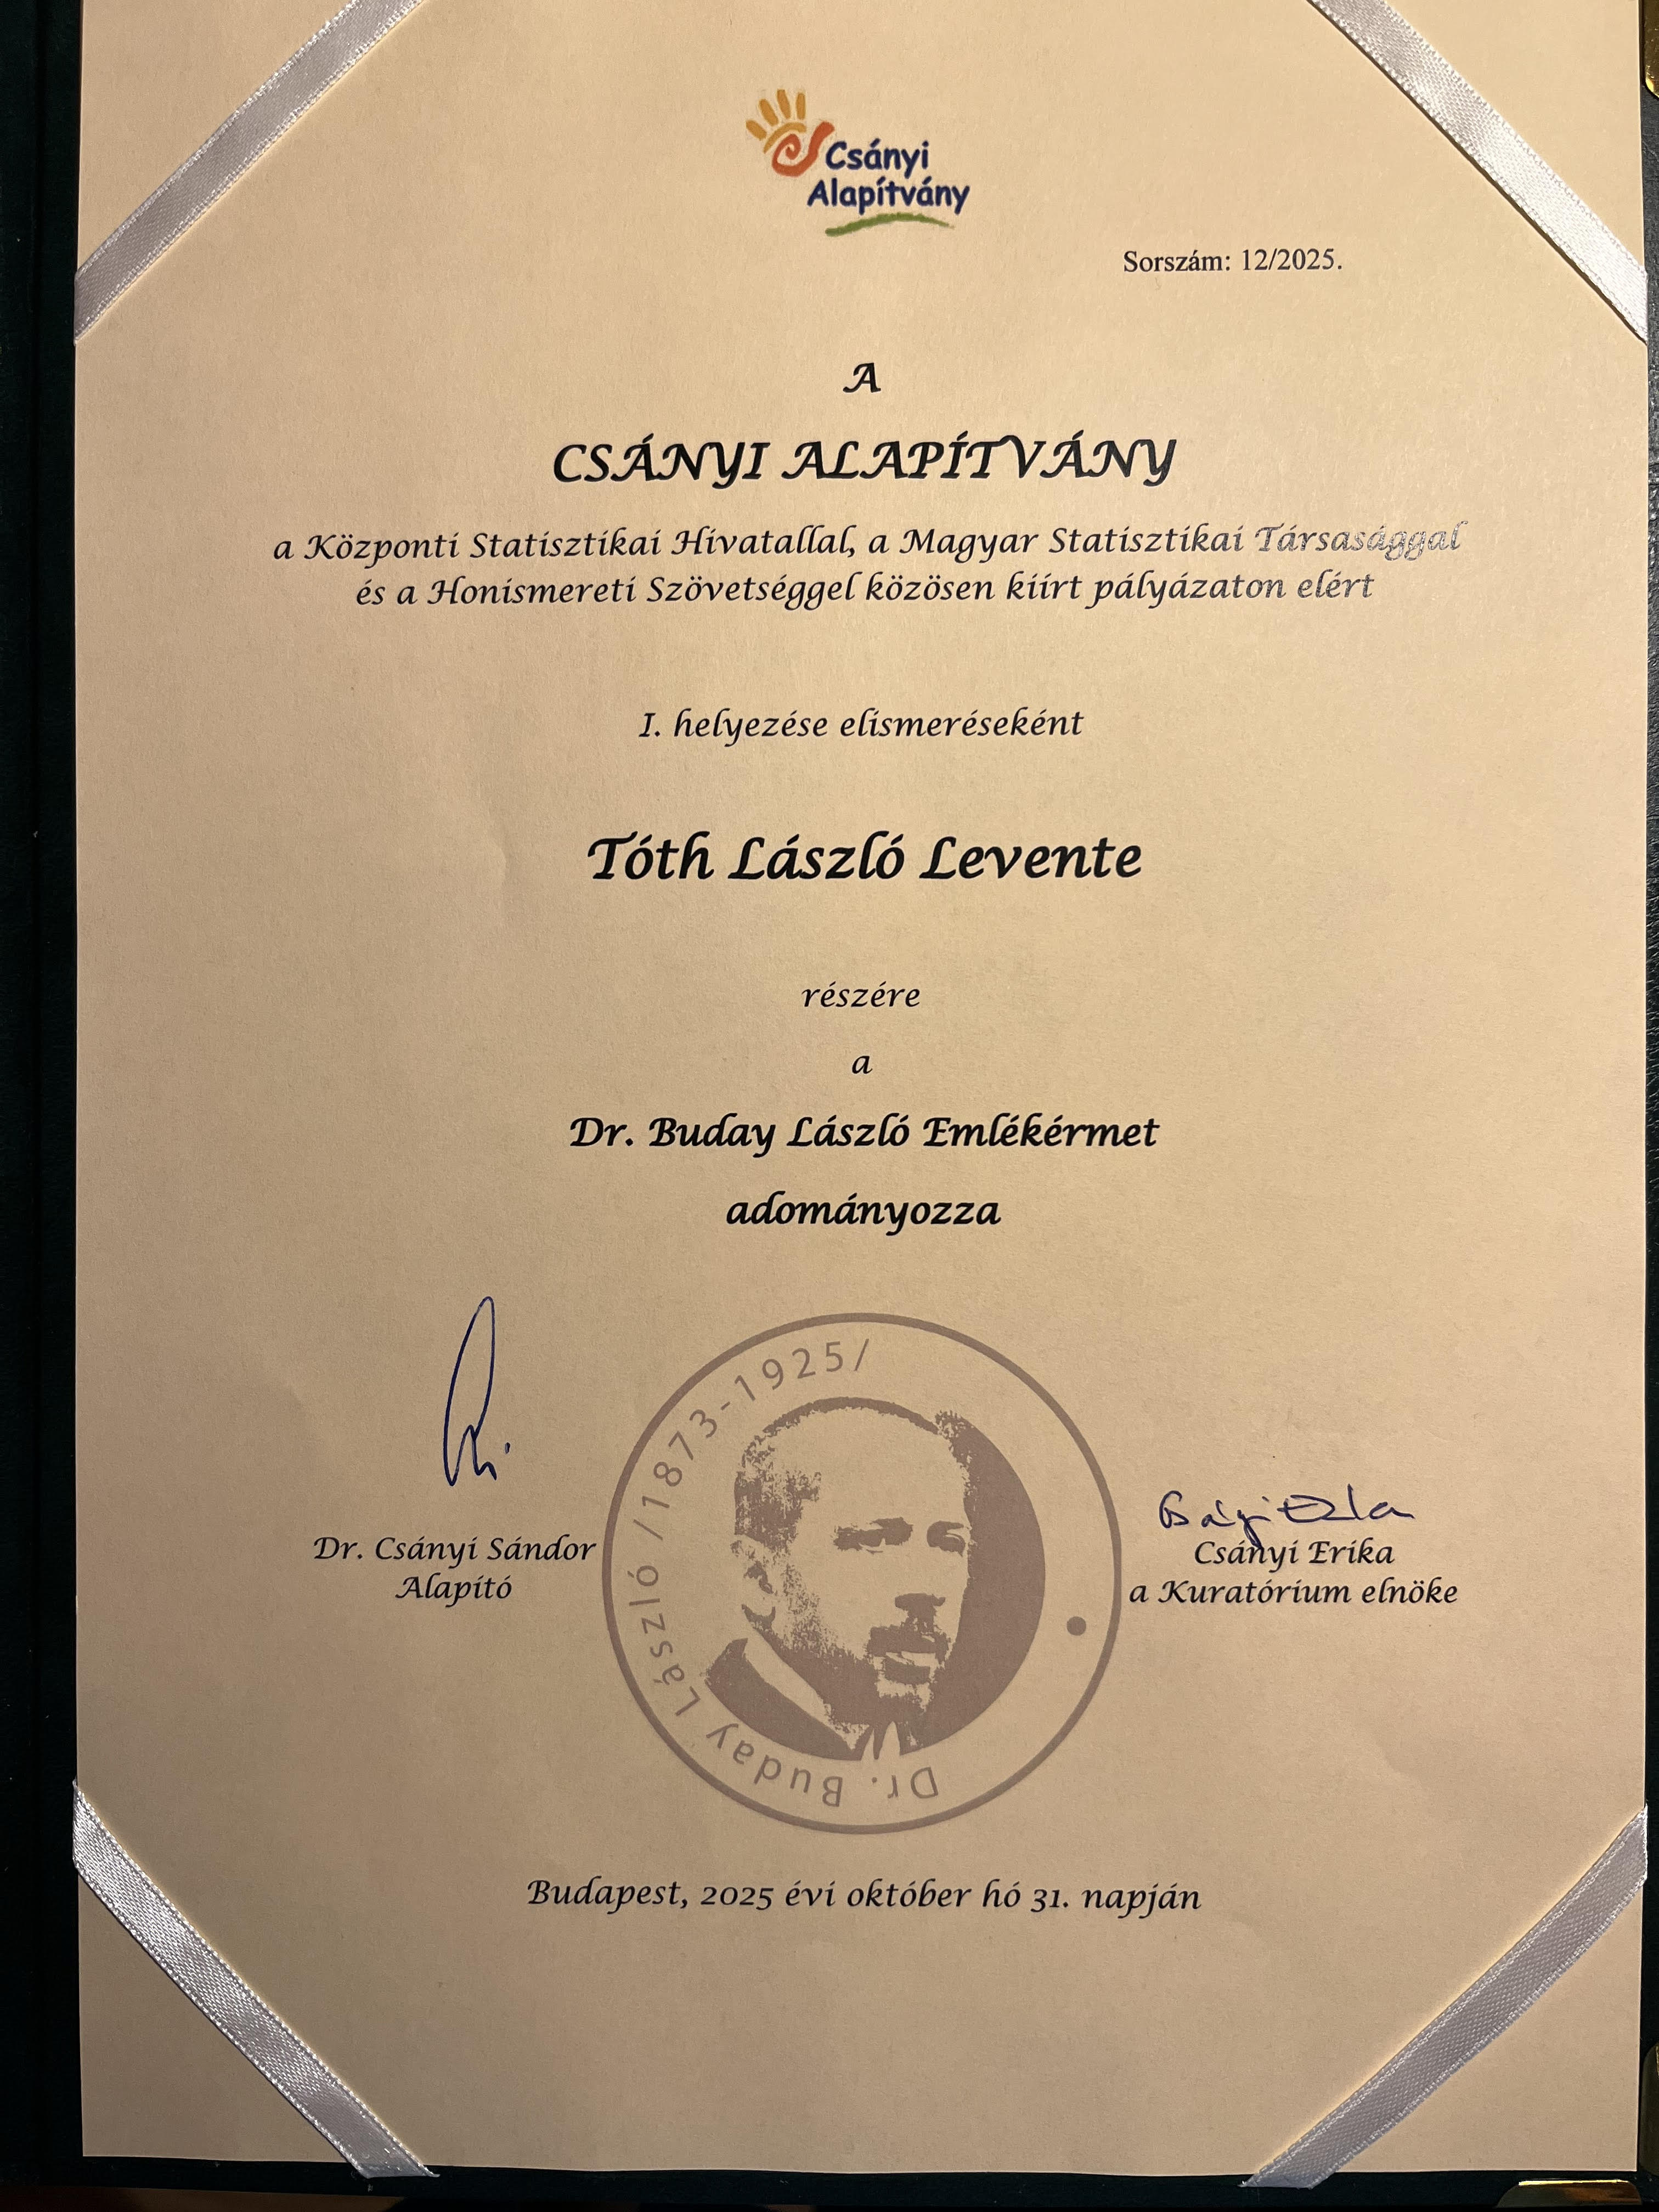 Csányi
Alapítvány
Sorszám: 12/2025.
A
CSÁNYI ALAPÍTVÁNY
a Központi Statisztikai Hivatallal, a Magyar Statisztikai Társasággal
és a Honismereti Szövetséggel közösen kiírt pályázaton elért
I. helyezése elismeréseként
Tóth László Levente
részére
a
Dr. Buday László Emlékérmet
adományozza
Dr. Buday László /1873-1925/
Dr. Csányi Sándor
Alapító
Csányi Erika
a Kuratórium elnöke
Budapest, 2025 évi október hó 31. napján